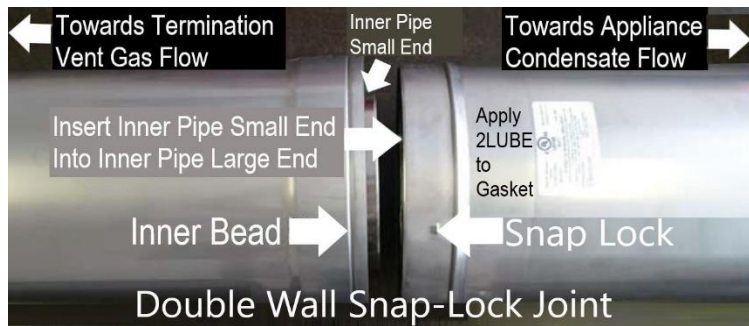 Towards Termination
Vent Gas Flow
Inner Pipe
Small End
Towards Appliance
Condensate Flow
Insert Inner Pipe Small End
Into Inner Pipe Large End
Apply
2LUBE
to
Gasket
Inner Bead
Snap Lock
Double Wall Snap-Lock Joint